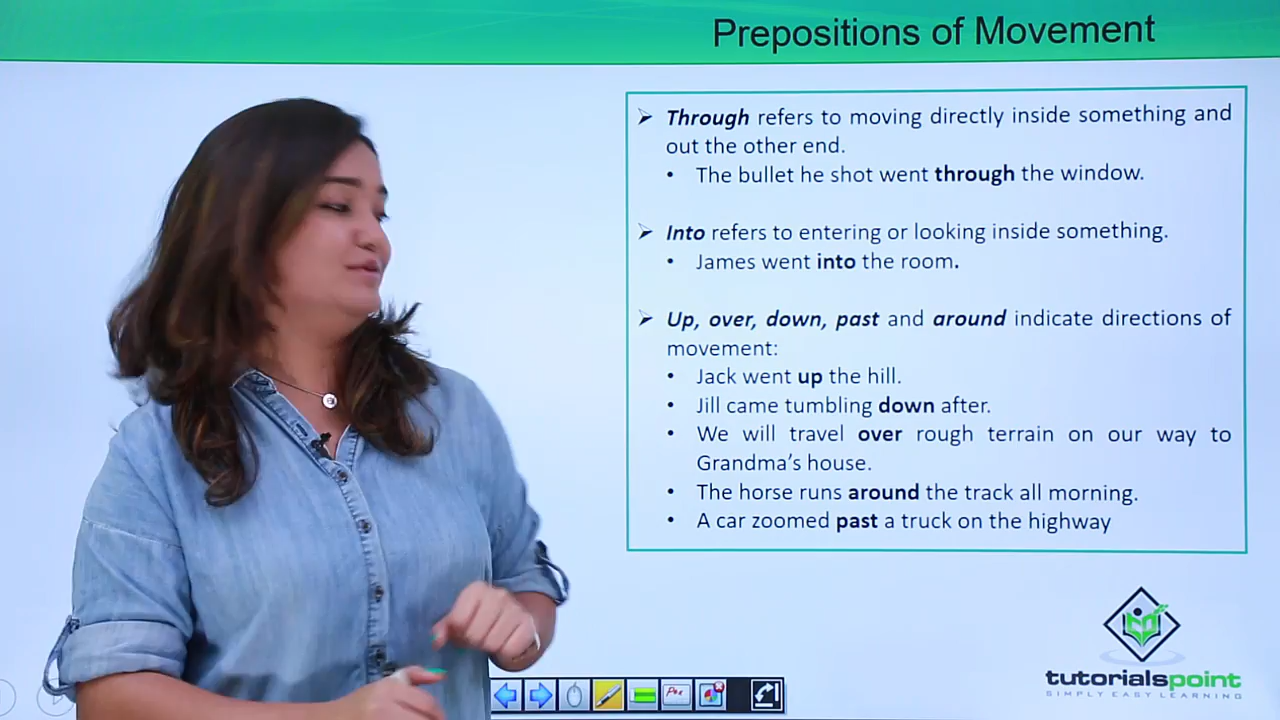 Prepositions of Movement
➢ Through refers to moving directly inside something and
out the other end.
• The bullet he shot went through the window.
➢ Into refers to entering or looking inside something.
• James went into the room.
➢ Up, over, down, past and around indicate directions of
movement:
• Jack went up the hill.
• Jill came tumbling down after.
• We will travel over rough terrain on our way to
Grandma’s house.
• The horse runs around the track all morning.
• A car zoomed past a truck on the highway
tutorialspoint
SIMPLY EASY LEARNING
Pen